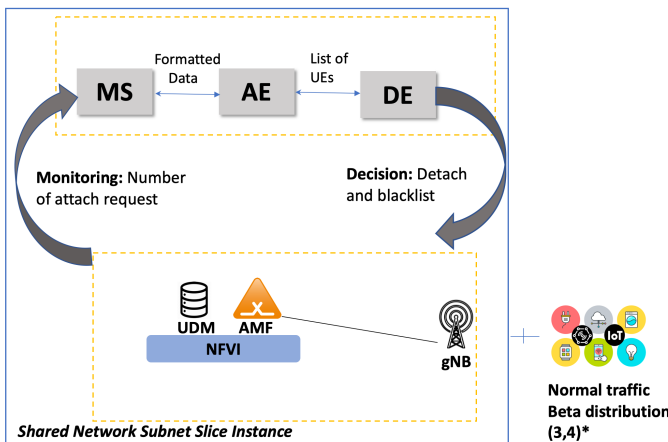 Formatted
Data
List of
UEs
MS
AE
DE
Monitoring: Number
of attach request
Decision: Detach
and blacklist
UDM
AMF
NFVI
gNB
IoT
Normal traffic
Beta distribution
(3,4)*
Shared Network Subnet Slice Instance